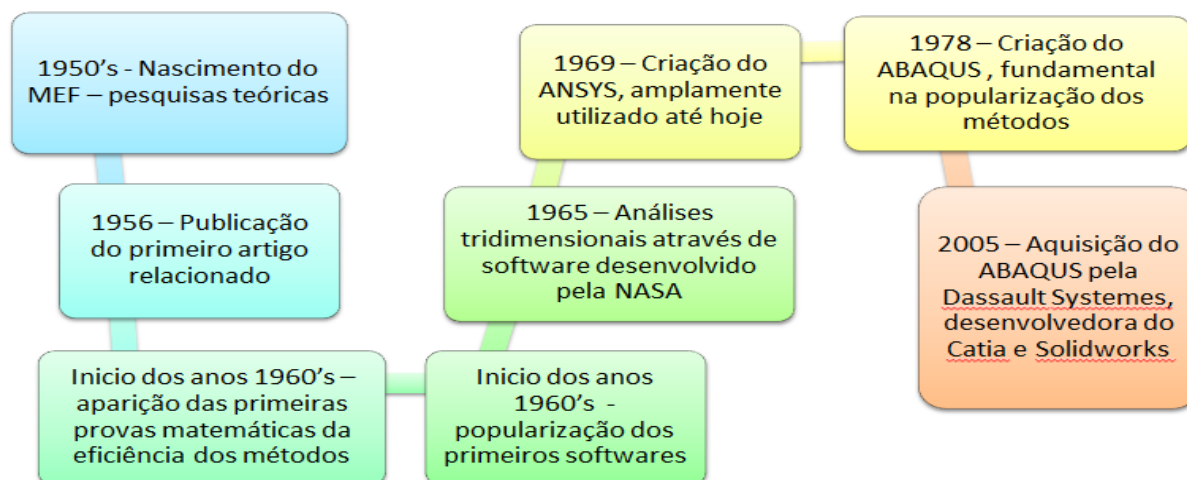 1950’s - Nascimento do
MEF – pesquisas teóricas
1956 – Publicação
do primeiro artigo
relacionado
Inicio dos anos 1960’s –
aparição das primeiras
provas matemáticas da
eficiência dos métodos
Inicio dos anos
1960’s -
popularização dos
primeiros softwares
1965 – Análises
tridimensionais através de
software desenvolvido
pela NASA
1969 – Criação do
ANSYS, amplamente
utilizado até hoje
1978 – Criação do
ABAQUS , fundamental
na popularização dos
métodos
2005 – Aquisição do
ABAQUS pela
Dassault Systemes,
desenvolvedora do
Catia e Solidworks